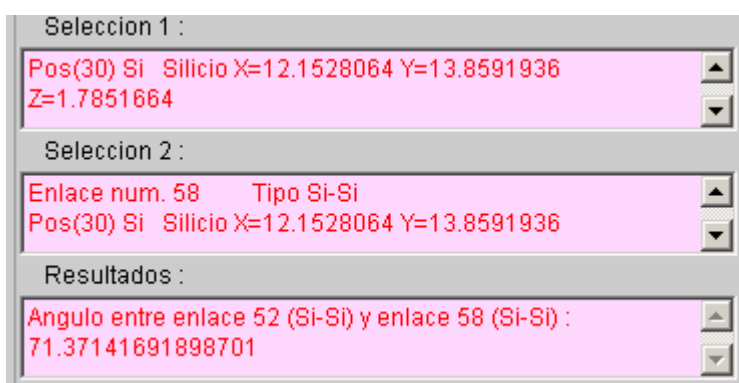 Seleccion 1 :
Pos(30) Si Silicio X=12.1528064 Y=13.8591936
Z=1.7851664
Seleccion 2 :
Enlace num. 58 Tipo Si-Si
Pos(30) Si Silicio X=12.1528064 Y=13.8591936
Resultados :
Angulo entre enlace 52 (Si-Si) y enlace 58 (Si-Si) :
71.37141691898701